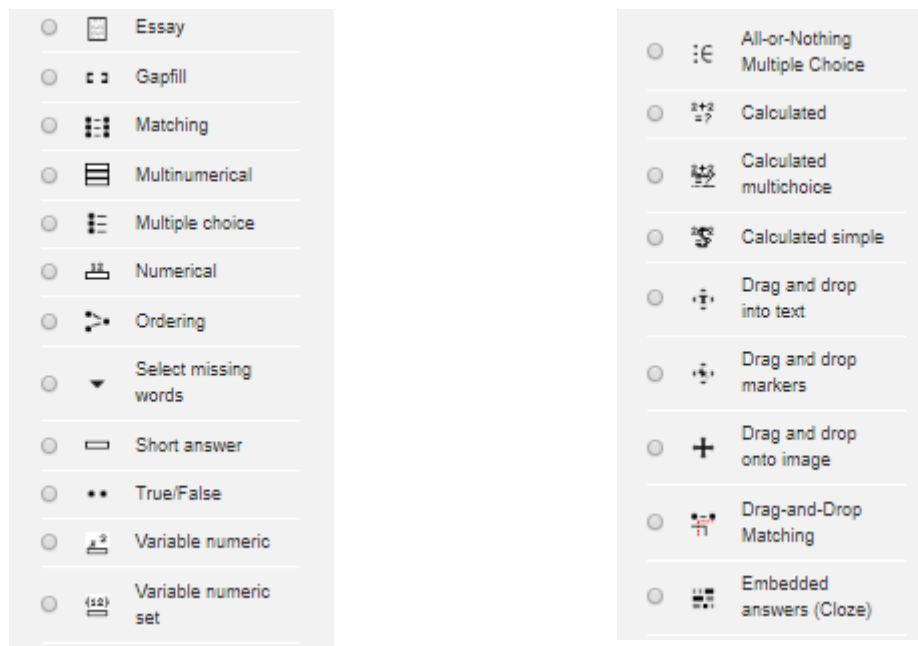 Essay
Gapfill
Matching
Multinumerical
Multiple choice
Numerical
Ordering
Select missing
words
Short answer
True/False
Variable numeric
Variable numeric
set
All-or-Nothing
Multiple Choice
Calculated
Calculated
multichoice
Calculated simple
Drag and drop
into text
Drag and drop
markers
Drag and drop
onto image
Drag-and-Drop
Matching
Embedded
answers (Cloze)